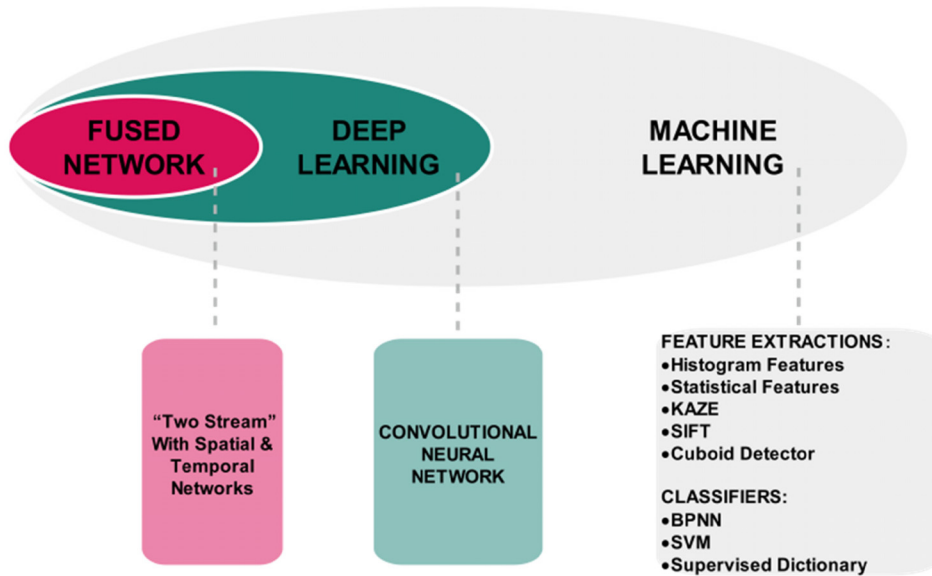 FUSED
NETWORK
DEEP
LEARNING
MACHINE
LEARNING
“Two Stream”
With Spatial &
Temporal
Networks
CONVOLUTIONAL
NEURAL
NETWORK
FEATURE EXTRACTIONS:
•Histogram Features
•Statistical Features
•KAZE
•SIFT
•Cuboid Detector
CLASSIFIERS:
•BPNN
•SVM
•Supervised Dictionary